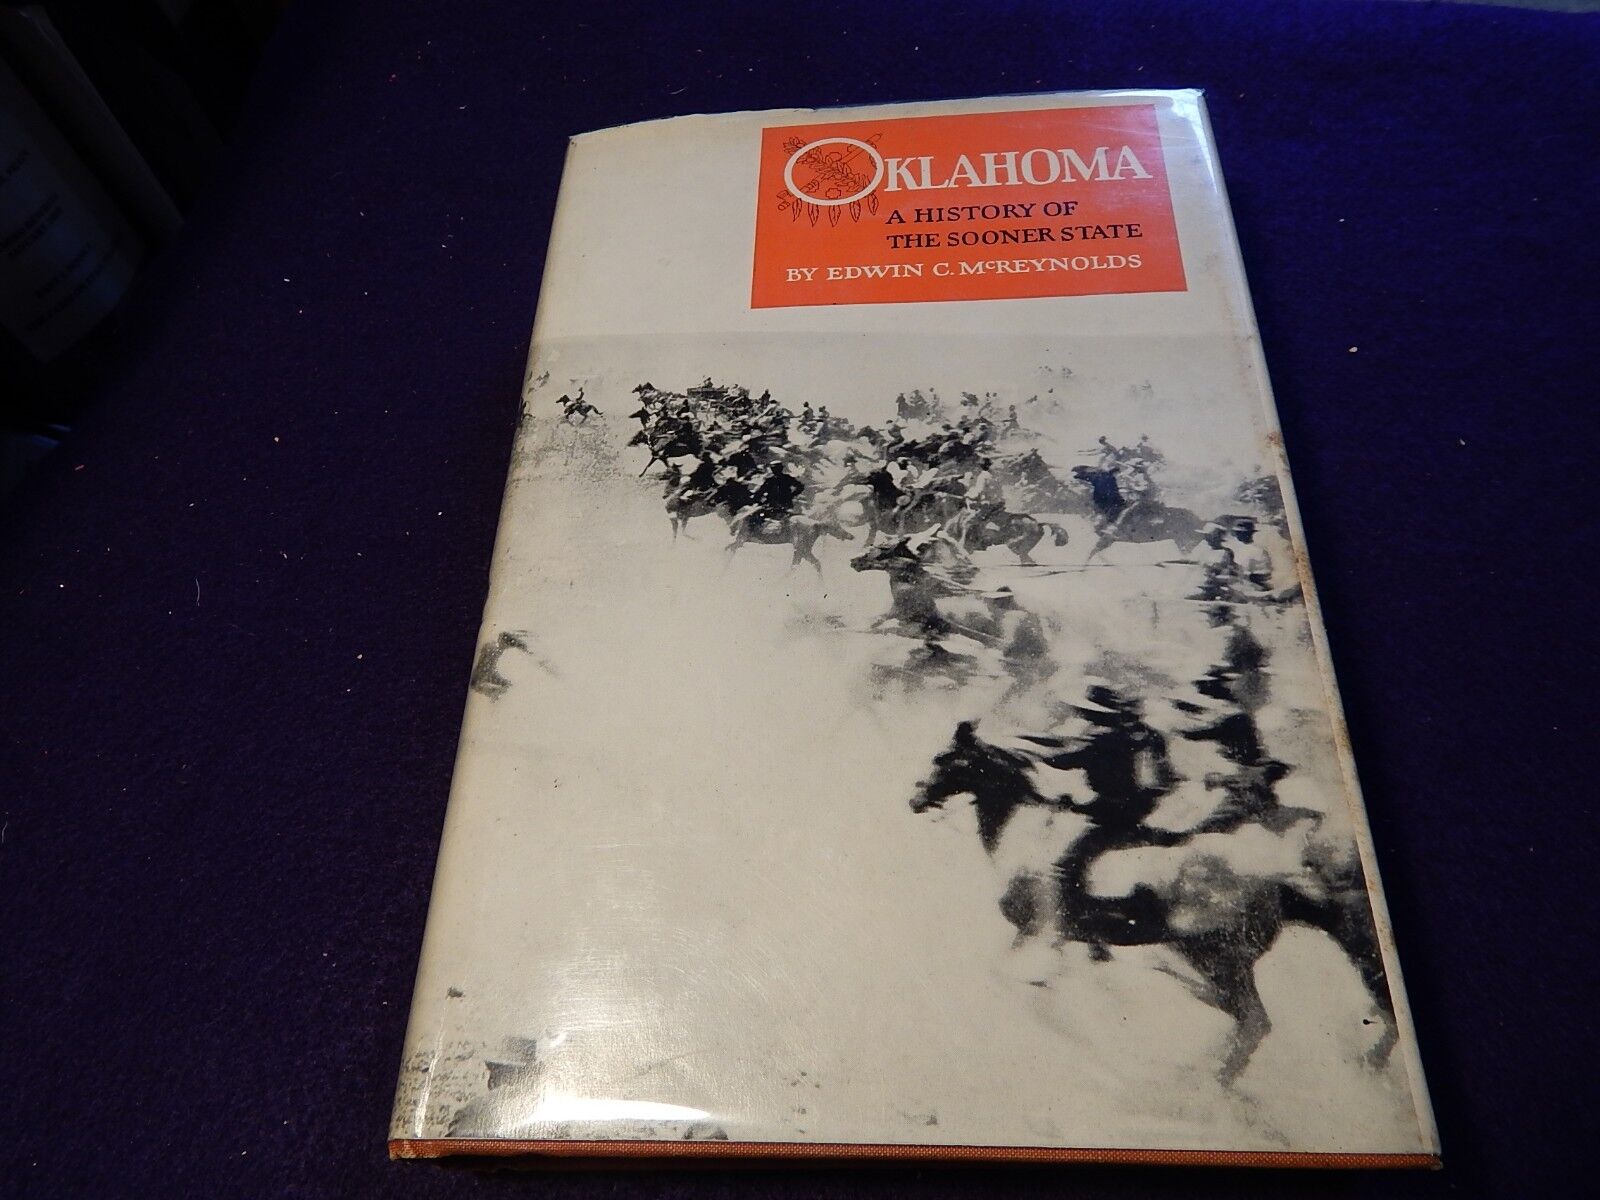 OKLAHOMA
A HISTORY OF
THE SOONER STATE
BY EDWIN C. McREYNOLDS